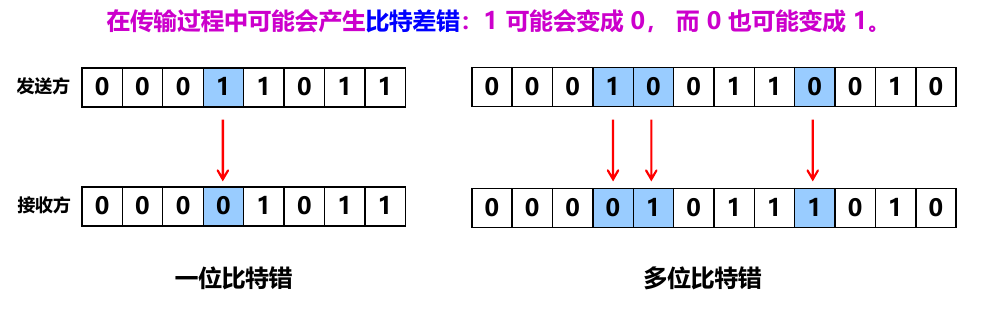 在传输过程中可能会产生比特差错：1 可能会变成 0， 而 0 也可能变成 1。
发送方 0 0 0 1 1 0 1 1 0 0 0 1 0 0 1 1 0 0 1 0
接收方 0 0 0 0 1 0 1 1 0 0 0 0 1 0 1 1 1 0 1 0
一位比特错 多位比特错